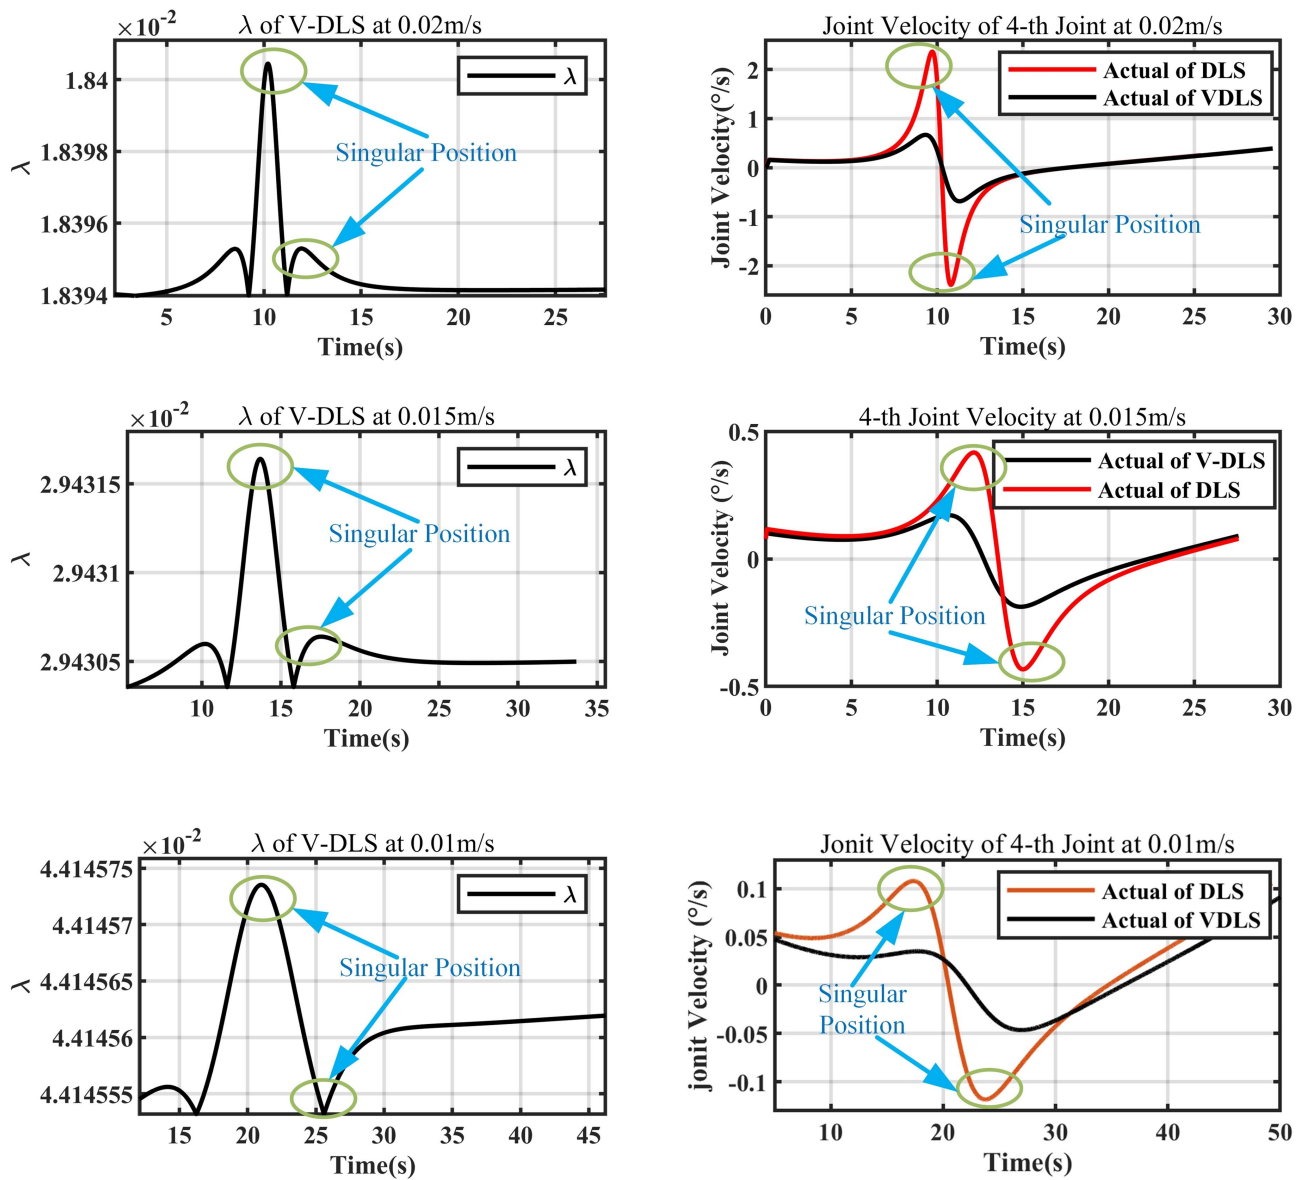 ×10⁻²
λ of V-DLS at 0.02m/s
1.84
1.8398
1.8396
1.8394
λ
λ
Singular Position
5 10 15 20 25
Time(s)
Joint Velocity of 4-th Joint at 0.02m/s
2
1
0
-1
-2
Joint Velocity(°/s)
Actual of DLS
Actual of VDLS
Singular Position
0 5 10 15 20 25 30
Time(s)
×10⁻²
λ of V-DLS at 0.015m/s
2.94315
2.9431
2.94305
λ
λ
Singular Position
10 15 20 25 30 35
Time(s)
4-th Joint Velocity at 0.015m/s
0.5
0
-0.5
Joint Velocity (°/s)
Actual of V-DLS
Actual of DLS
Singular Position
0 5 10 15 20 25 30
Time(s)
×10⁻²
λ of V-DLS at 0.01m/s
4.414575
4.41457
4.414565
4.41456
4.414555
λ
λ
Singular Position
15 20 25 30 35 40 45
Time(s)
Jonit Velocity of 4-th Joint at 0.01m/s
0.1
0.05
0
-0.05
-0.1
jonit Velocity (°/s)
Actual of DLS
Actual of VDLS
Singular
Position
10 20 30 40 50
Time(s)